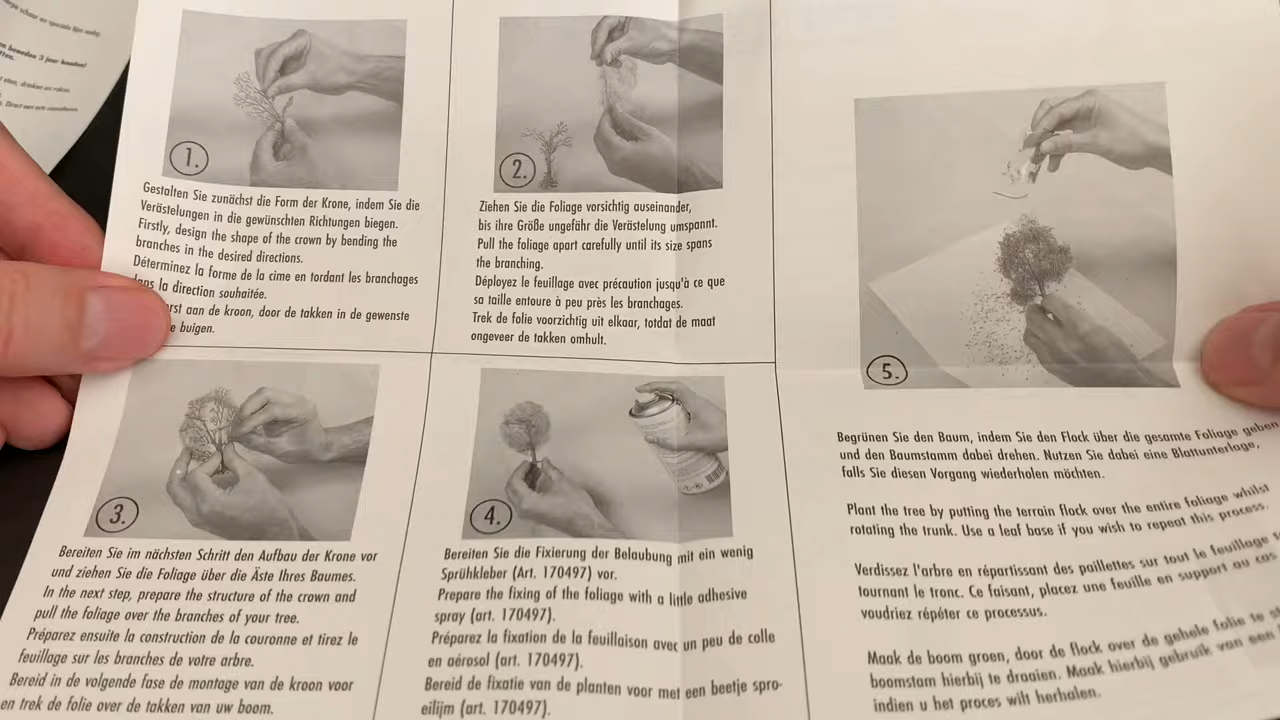 1.
Gestalten Sie zunächst die Form der Krone, indem Sie die
Verästelungen in die gewünschten Richtungen biegen.
Firstly, design the shape of the crown by bending the
branches in the desired directions.
Déterminez la forme de la cime en tordant les branchages
la direction souhaitée.
aan de kroon, door de takken in de gewenste
buigen.
2.
Ziehen Sie die Foliage vorsichtig auseinander,
bis ihre Größe ungefähr die Verästelung umspannt.
Pull the foliage apart carefully until its size spans
the branching.
Déployez le feuillage avec précaution jusqu'à ce que
sa taille entoure à peu près les branchages.
Trek de folie voorzichtig uit elkaar, totdat de maat
ongeveer de takken omhult.
3.
Bereiten Sie im nächsten Schritt den Aufbau der Krone vor
und ziehen Sie die Foliage über die Äste Ihres Baumes.
In the next step, prepare the structure of the crown and
pull the foliage over the branches of your tree.
Préparez ensuite la construction de la couronne et tirez le
feuillage sur les branches de votre arbre.
Bereid in de volgende fase de montage van de kroon voor
en trek de folie over de takken van uw boom.
4.
Bereiten Sie die Fixierung der Belaubung mit ein wenig
Sprühkleber (Art. 170497) vor.
Prepare the fixing of the foliage with a little adhesive
spray (art. 170497).
Préparez la fixation de la feuillaison avec un peu de colle
en aérosol (art. 170497).
Bereid de fixatie van de planten voor met een beetje spro-
eilijm (art. 170497).
5.
Begrünen Sie den Baum, indem Sie den Flock über die gesamte Foliage geben
und den Baumstamm dabei drehen. Nutzen Sie dabei eine Blattunterlage,
falls Sie diesen Vorgang wiederholen möchten.
Plant the tree by putting the terrain flock over the entire foliage whilst
rotating the trunk. Use a leaf base if you wish to repeat this process.
Verdissez l'arbre en répartissant des paillettes sur tout le feuillage
tournant le tronc. Ce faisant, placez une feuille en support au cas
voudriez répéter ce processus.
Maak de boom groen, door de flock over de gehele folie te
boomstam hierbij te draaien. Maak hierbij gebruik van een
indien u het proces wilt herhalen.